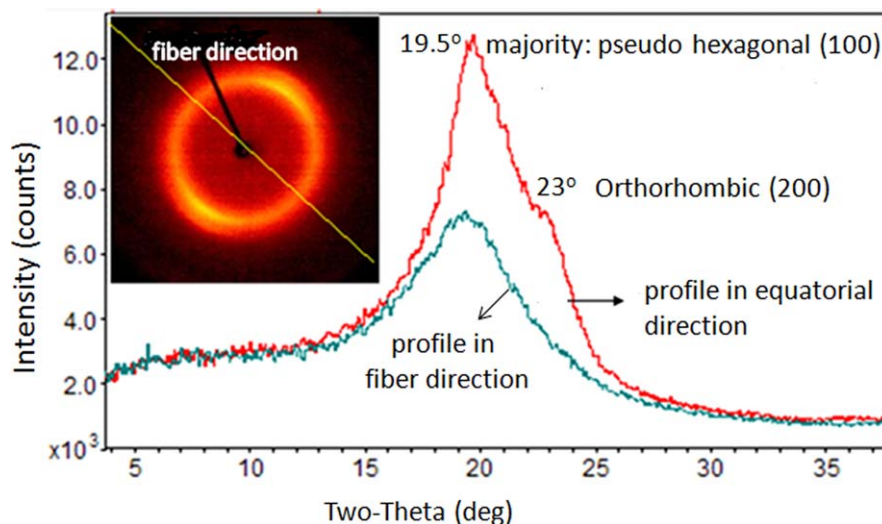 fiber direction
19.5° majority: pseudo hexagonal (100)
23° Orthorhombic (200)
profile in equatorial
direction
profile in
fiber direction
Intensity (counts)
12.0
10.0
8.0
6.0
4.0
2.0
x10³
5 10 15 20 25 30 35
Two-Theta (deg)